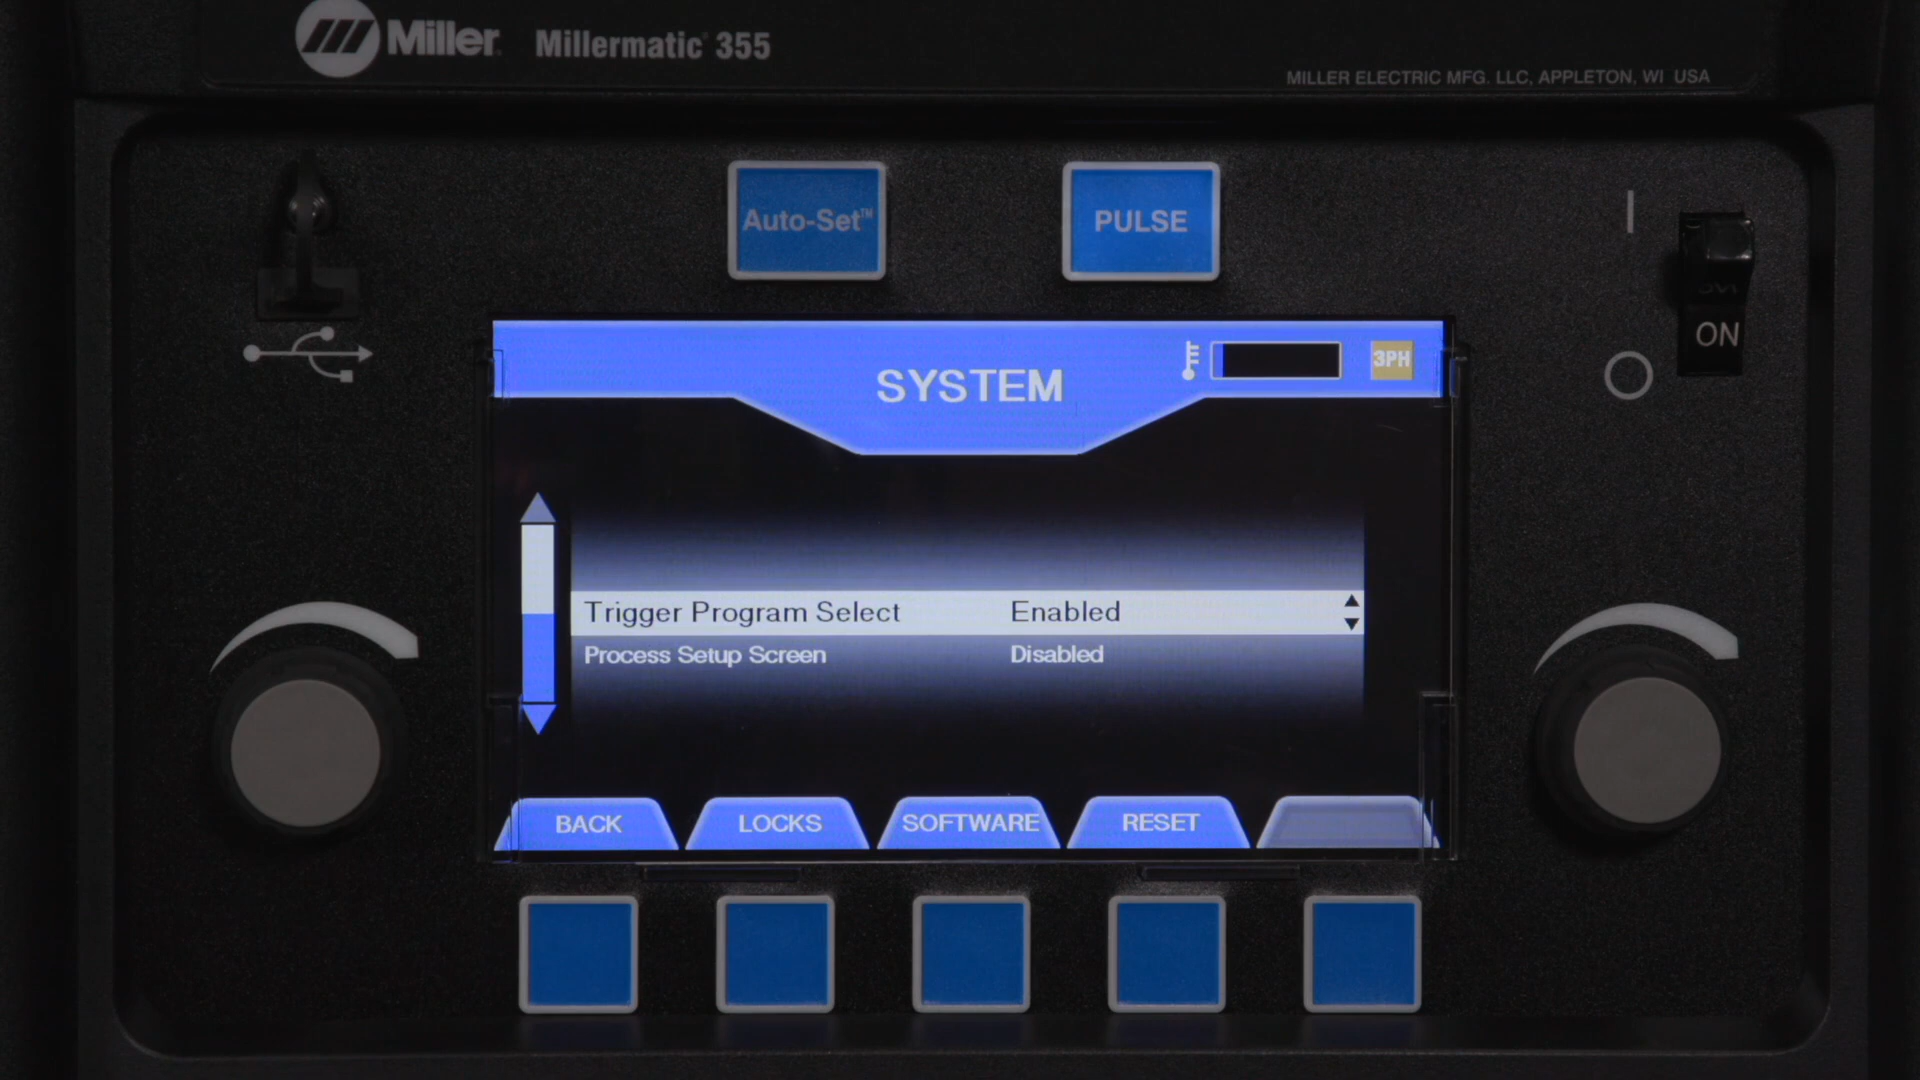 Miller Millermatic 355
MILLER ELECTRIC MFG. LLC, APPLETON, WI USA
Auto-Set™ PULSE
ON
SYSTEM 3PH
Trigger Program Select Enabled
Process Setup Screen Disabled
BACK LOCKS SOFTWARE RESET